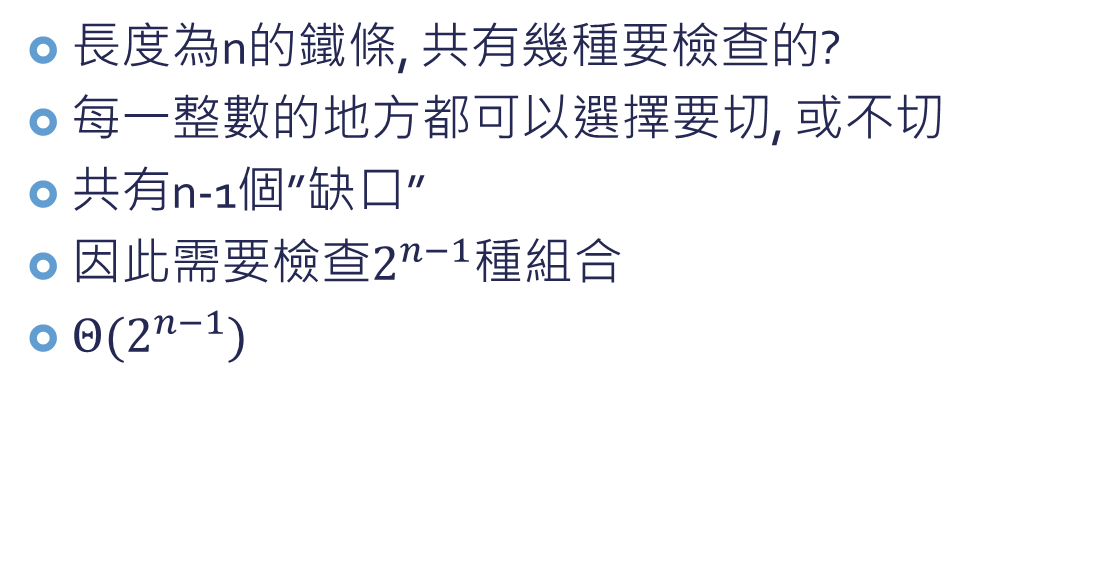 長度為n的鐵條, 共有幾種要檢查的?
每一整數的地方都可以選擇要切, 或不切
共有n-1個”缺口”
因此需要檢查2^{n−1}種組合
Θ(2^{n−1})